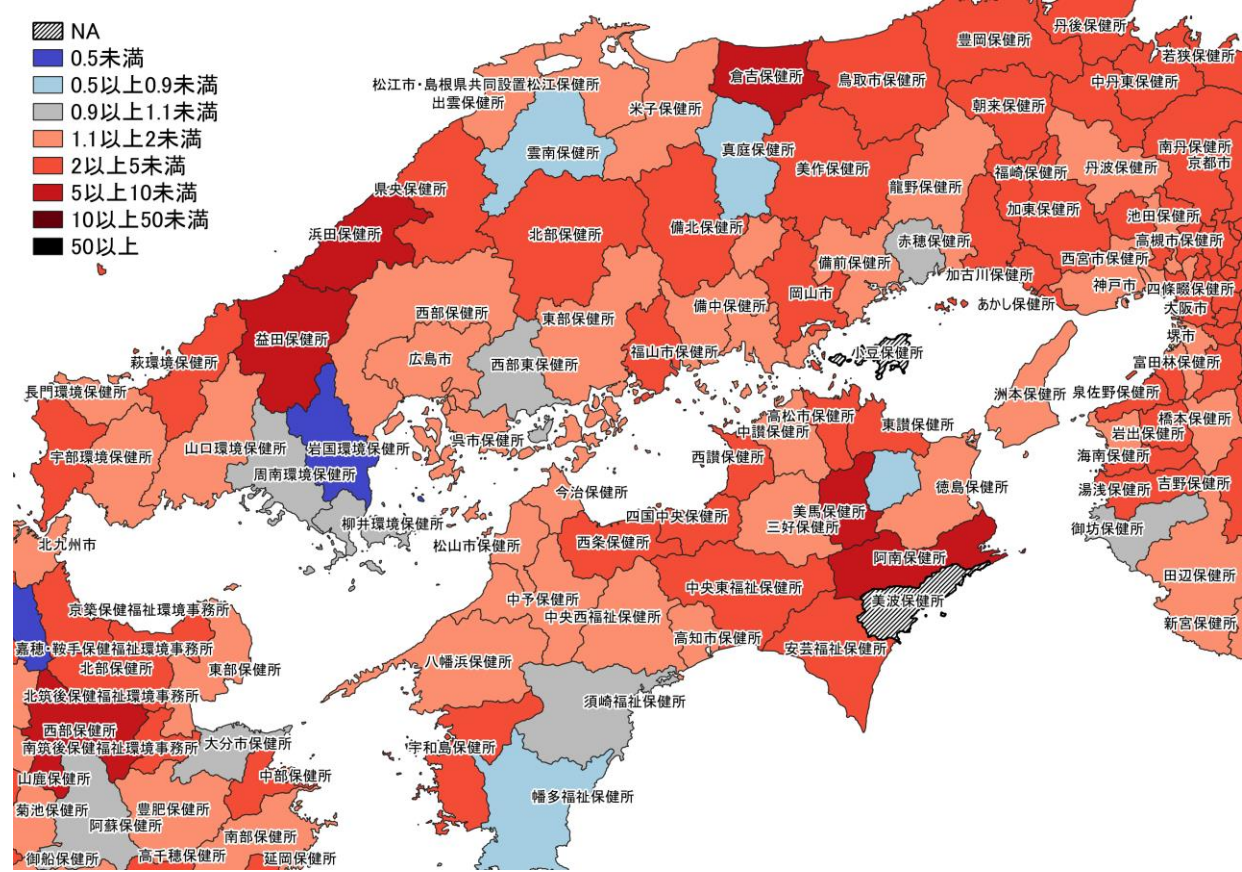 NA
0.5未満
0.5以上0.9未満
0.9以上1.1未満
1.1以上2未満
2以上5未満
5以上10未満
10以上50未満
50以上
丹後保健所
豊岡保健所
若狭保健所
倉吉保健所
鳥取市保健所
中丹東保健所
松江市・島根県共同設置松江保健所
出雲保健所
米子保健所
朝来保健所
雲南保健所
真庭保健所
美作保健所
南丹保健所
京都市
福崎保健所
丹波保健所
県央保健所
龍野保健所
加東保健所
池田保健所
浜田保健所
北部保健所
備北保健所
赤穂保健所
高槻市保健所
備前保健所
西宮市保健所
加古川保健所
神戸市
四條畷保健所
岡山市
あかし保健所
大阪市
西部保健所
東部保健所
備中保健所
益田保健所
堺市
広島市
西部東保健所
福山市保健所
小豆保健所
萩環境保健所
富田林保健所
長門環境保健所
洲本保健所
泉佐野保健所
高松市保健所
橋本保健所
中讃保健所
東讃保健所
岩出保健所
呉市保健所
山口環境保健所
岩国環境保健所
宇部環境保健所
西讃保健所
海南保健所
周南環境保健所
今治保健所
徳島保健所
湯浅保健所
吉野保健所
四国中央保健所
美馬保健所
三好保健所
柳井環境保健所
御坊保健所
北九州市
松山市保健所
西条保健所
阿南保健所
田辺保健所
中央東福祉保健所
中予保健所
美波保健所
京築保健福祉環境事務所
中央西福祉保健所
新宮保健所
高知市保健所
安芸福祉保健所
嘉穂・鞍手保健福祉環境事務所
北部保健所
東部保健所
八幡浜保健所
北筑後保健福祉環境事務所
須崎福祉保健所
西部保健所
大分市保健所
南筑後保健福祉環境事務所
宇和島保健所
山鹿保健所
中部保健所
幡多福祉保健所
菊池保健所
豊肥保健所
阿蘇保健所
南部保健所
御船保健所
高千穂保健所
延岡保健所